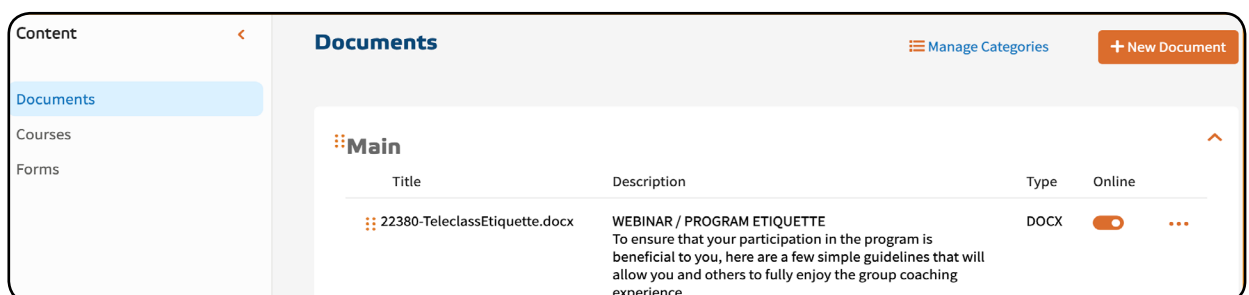 Content
Documents
Courses
Forms
Documents
Manage Categories
+ New Document
Main
Title Description Type Online
22380-TeleclassEtiquette.docx WEBINAR / PROGRAM ETIQUETTE DOCX
To ensure that your participation in the program is
beneficial to you, here are a few simple guidelines that will
allow you and others to fully enjoy the group coaching
experience